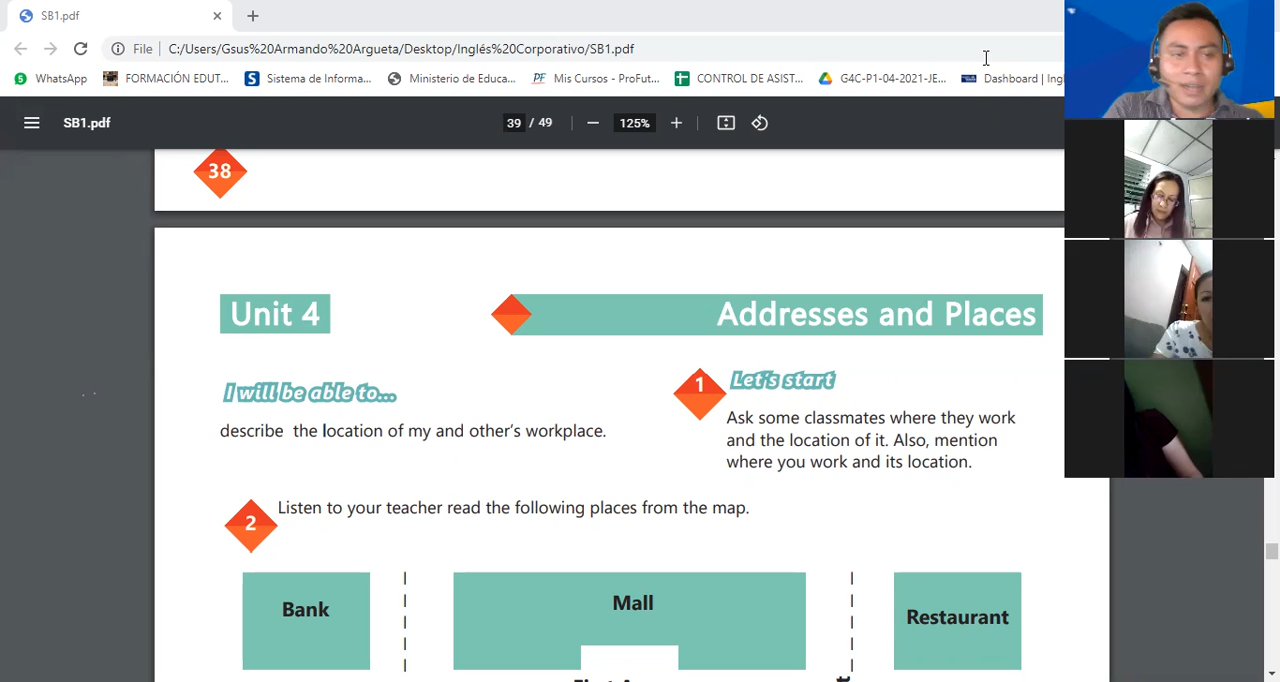 SB1.pdf
File C:/Users/Gsus%20Armando%20Argueta/Desktop/Inglés%20Corporativo/SB1.pdf
WhatsApp FORMACIÓN EDUT... Sistema de Informa... Ministerio de Educa... PF Mis Cursos - ProFut... CONTROL DE ASIST... G4C-P1-04-2021-JE... Dashboard | Ing
SB1.pdf 39 / 49 125%
38
Unit 4 Addresses and Places
I will be able to...
describe the location of my and other's workplace.
1 Let's start
Ask some classmates where they work
and the location of it. Also, mention
where you work and its location.
2 Listen to your teacher read the following places from the map.
Bank Mall Restaurant